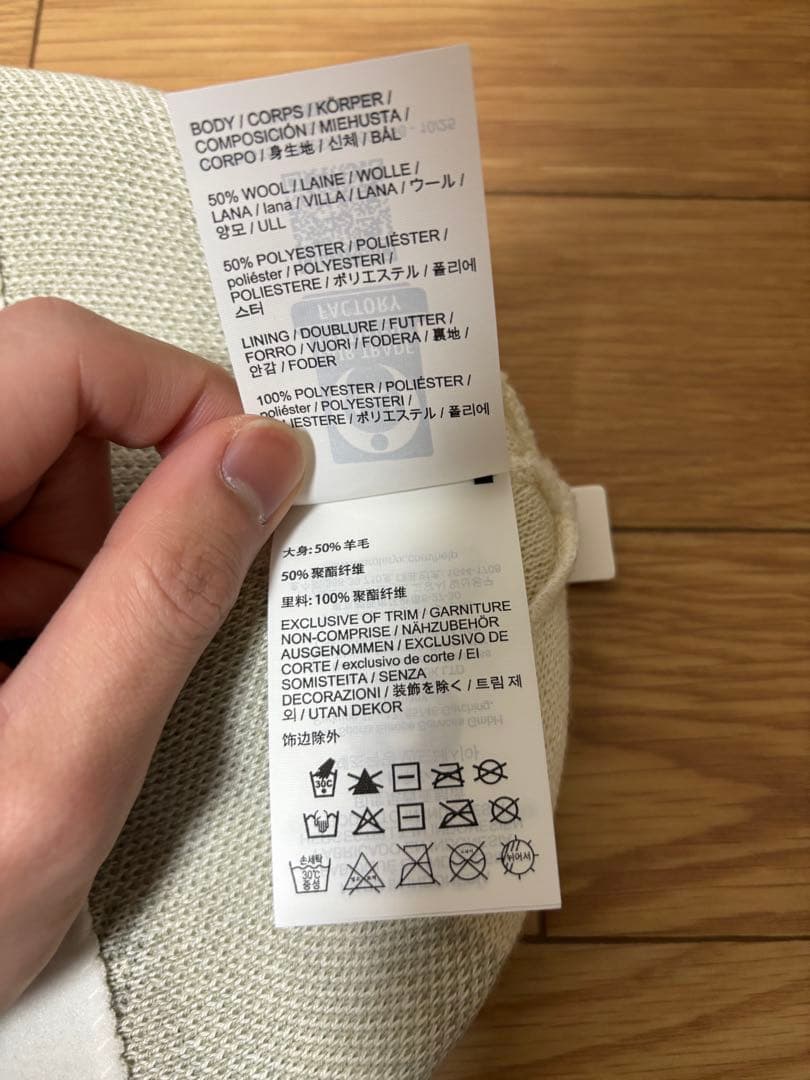 BODY / CORPS / KÖRPER /
COMPOSICIÓN / MIEHUSTA /
CORPO / 身生地 / 신체 / BÅL
50% WOOL / LAINE / WOLLE /
LANA / lana / VILLA / LANA / ウール /
양모 / ULL
50% POLYESTER / POLIÉSTER /
poliéster / POLYESTERI /
POLIESTERE / ポリエステル / 폴리에
스터
LINING / DOUBLURE / FUTTER /
FORRO / VUORI / FODERA / 裏地 /
안감 / FODER
100% POLYESTER / POLIÉSTER /
poliéster / POLYESTERI /
LIESTERE / ポリエステル / 폴리에
FACTORY
TRADE
大身: 50% 羊毛
50% 聚酯纤维
里料: 100% 聚酯纤维
EXCLUSIVE OF TRIM / GARNITURE
NON-COMPRISE / NÄHZUBEHÖR
AUSGENOMMEN / EXCLUSIVO DE
CORTE / exclusivo de corte / EI
SOMISTEITA / SENZA
DECORAZIONI / 装飾を除く / 트림 제
외 / UTAN DEKOR
饰边除外
30C
손세탁
30℃
중성